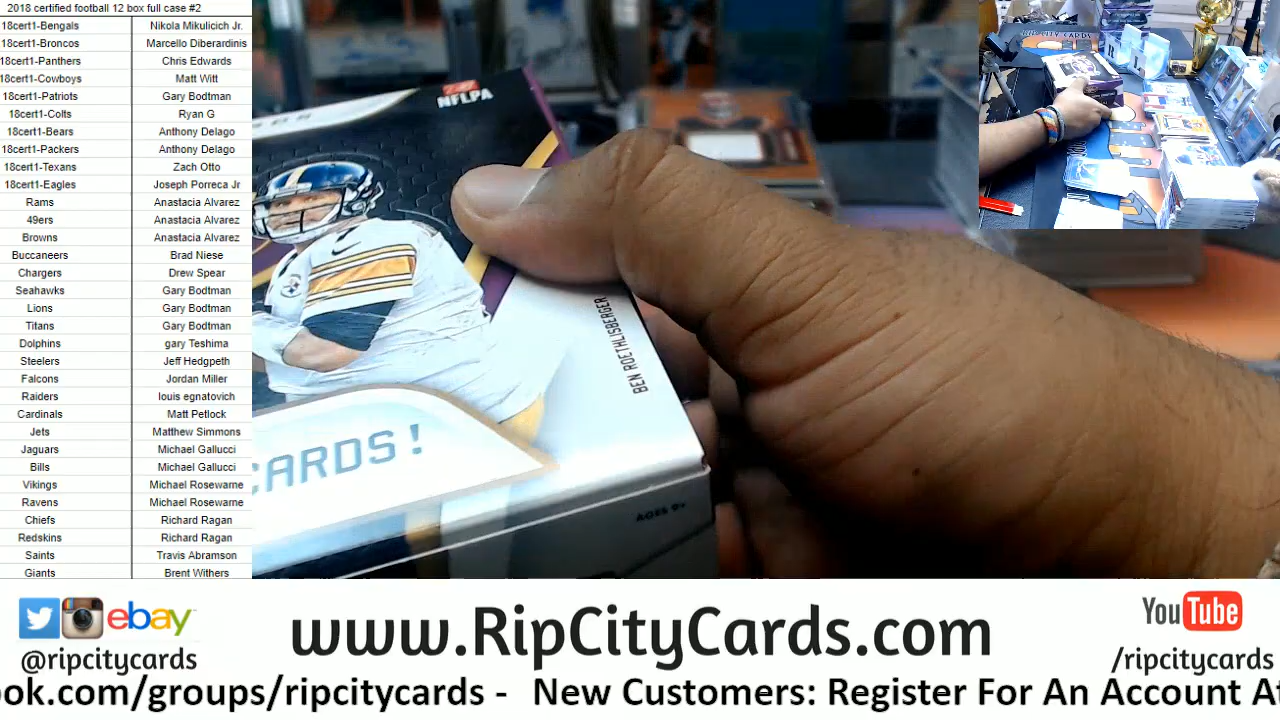 2018 certified football 12 box full case #2
18cert1-Bengals Nikola Mikulicich Jr.
18cert1-Broncos Marcello Diberardinis
18cert1-Panthers Chris Edwards
18cert1-Cowboys Matt Witt
18cert1-Patriots Gary Bodtman
18cert1-Colts Ryan G
18cert1-Bears Anthony Delago
18cert1-Packers Anthony Delago
18cert1-Texans Zach Otto
18cert1-Eagles Joseph Porreca Jr
Rams Anastacia Alvarez
49ers Anastacia Alvarez
Browns Anastacia Alvarez
Buccaneers Brad Niese
Chargers Drew Spear
Seahawks Gary Bodtman
Lions Gary Bodtman
Titans Gary Bodtman
Dolphins gary Teshima
Steelers Jeff Hedgpeth
Falcons Jordan Miller
Raiders louis egnatovich
Cardinals Matt Petlock
Jets Matthew Simmons
Jaguars Michael Gallucci
Bills Michael Gallucci
Vikings Michael Rosewarne
Ravens Michael Rosewarne
Chiefs Richard Ragan
Redskins Richard Ragan
Saints Travis Abramson
Giants Brent Withers
NFLPA
BEN ROETHLISBERGER
CARDS!
AGES 9+
ebay
@ripcitycards
www.RipCityCards.com
YouTube
/ripcitycards
ook.com/groups/ripcitycards - New Customers: Register For An Account At